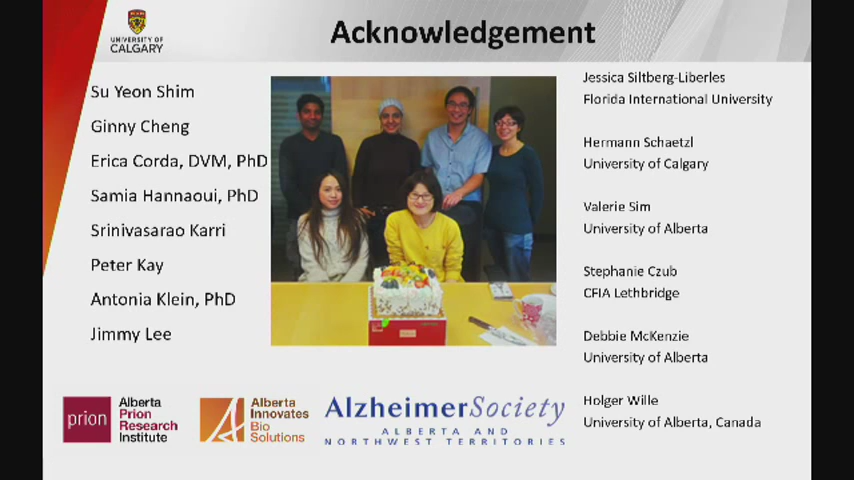 UNIVERSITY OF
CALGARY
Acknowledgement
Su Yeon Shim
Ginny Cheng
Erica Corda, DVM, PhD
Samia Hannaoui, PhD
Srinivasarao Karri
Peter Kay
Antonia Klein, PhD
Jimmy Lee
Jessica Siltberg-Liberles
Florida International University
Hermann Schaetzl
University of Calgary
Valerie Sim
University of Alberta
Stephanie Czub
CFIA Lethbridge
Debbie McKenzie
University of Alberta
Holger Wille
University of Alberta, Canada
prion
Alberta
Prion
Research
Institute
Alberta
Innovates
Bio
Solutions
AlzheimerSociety
ALBERTA AND
NORTHWEST TERRITORIES